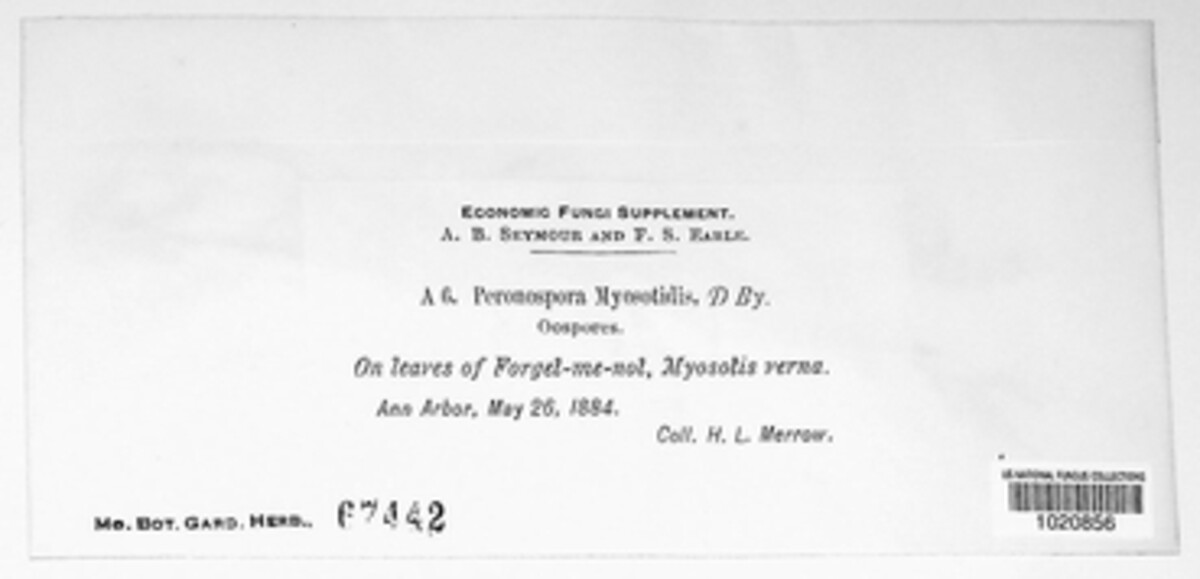 ECONOMIC FUNGI SUPPLEMENT.
A. B. SEYMOUR AND F. S. EARLE.
A 6. Peronospora Myosotidis, D By.
Oospores.
On leaves of Forget-me-not, Myosotis verna.
Ann Arbor, May 26, 1884.
Coll. H. L. Merrow.
MO. BOT. GARD. HERB., 67442
US NATIONAL FUNGUS COLLECTIONS
1020856